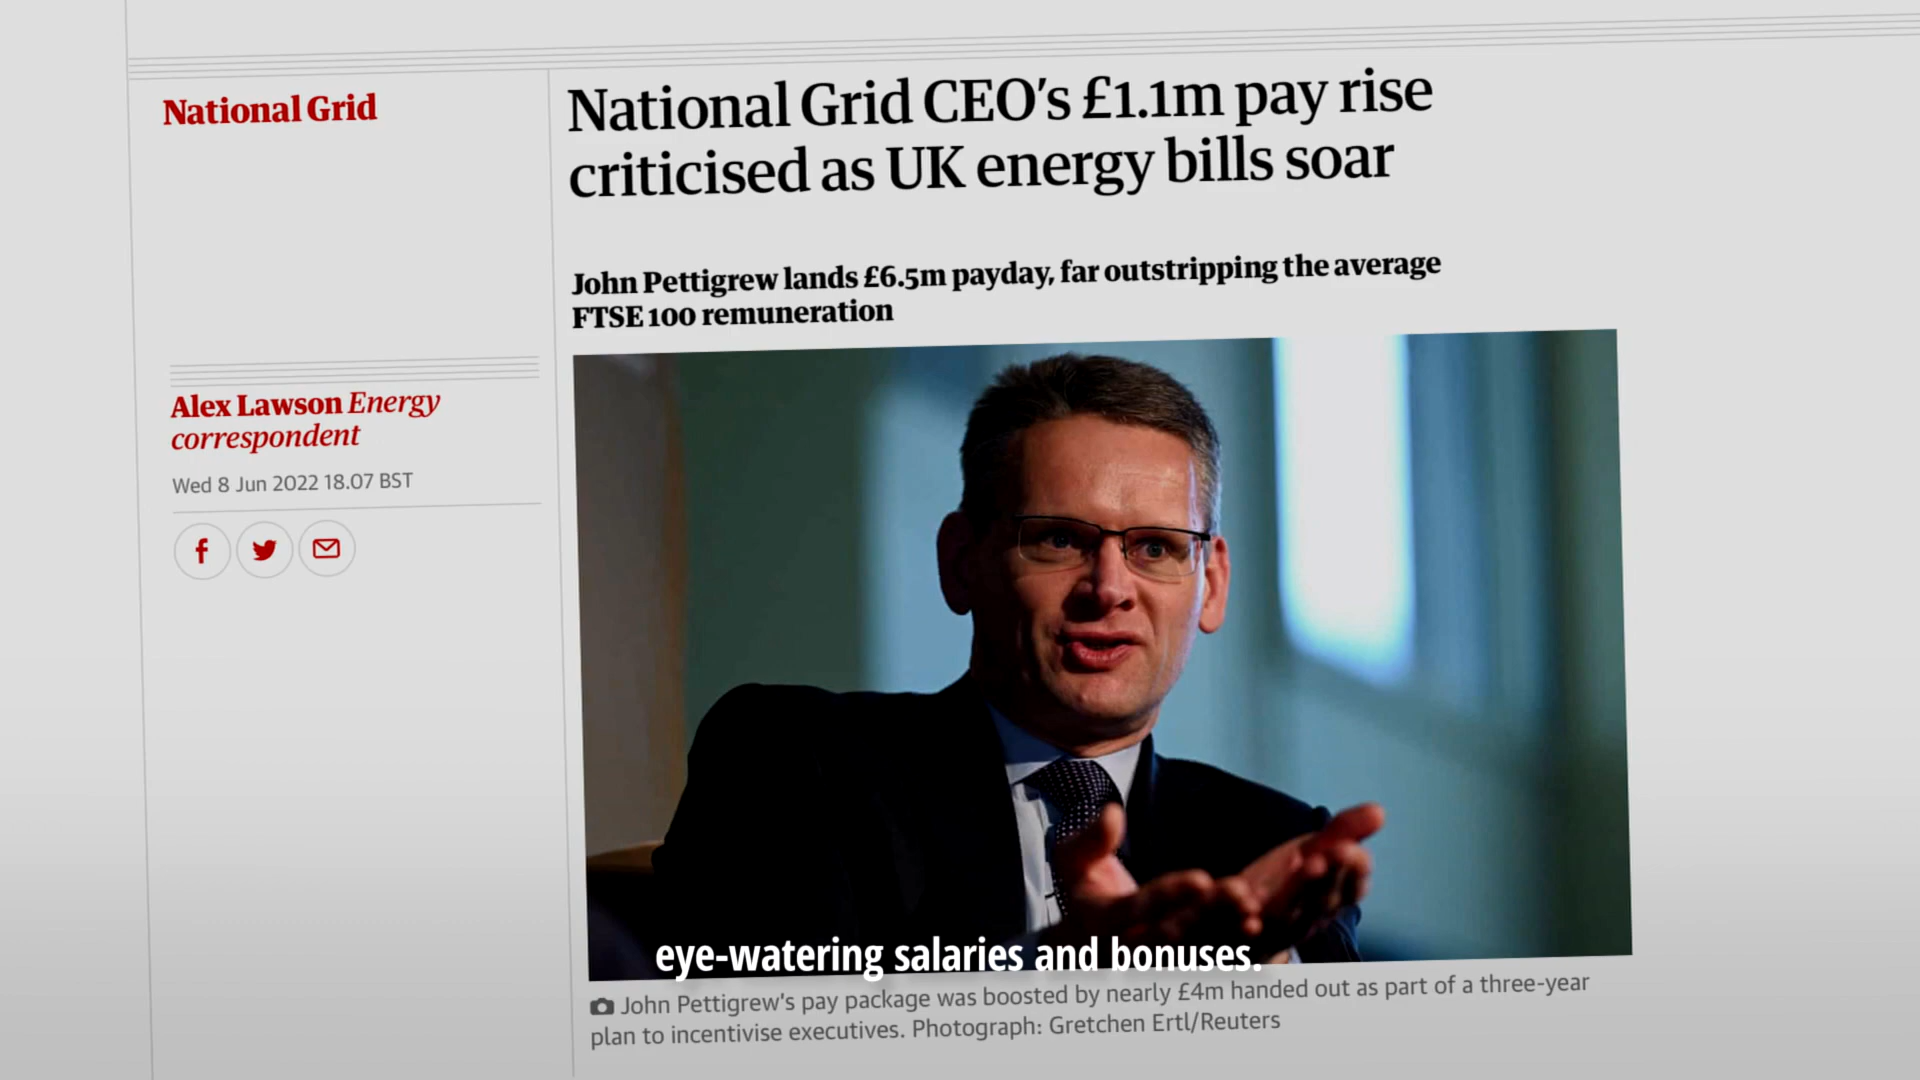 National Grid
National Grid CEO's £1.1m pay rise
criticised as UK energy bills soar
John Pettigrew lands £6.5m payday, far outstripping the average
FTSE 100 remuneration
Alex Lawson Energy
correspondent
Wed 8 Jun 2022 18.07 BST
eye-watering salaries and bonuses.
John Pettigrew's pay package was boosted by nearly £4m handed out as part of a three-year
plan to incentivise executives. Photograph: Gretchen Ertl/Reuters